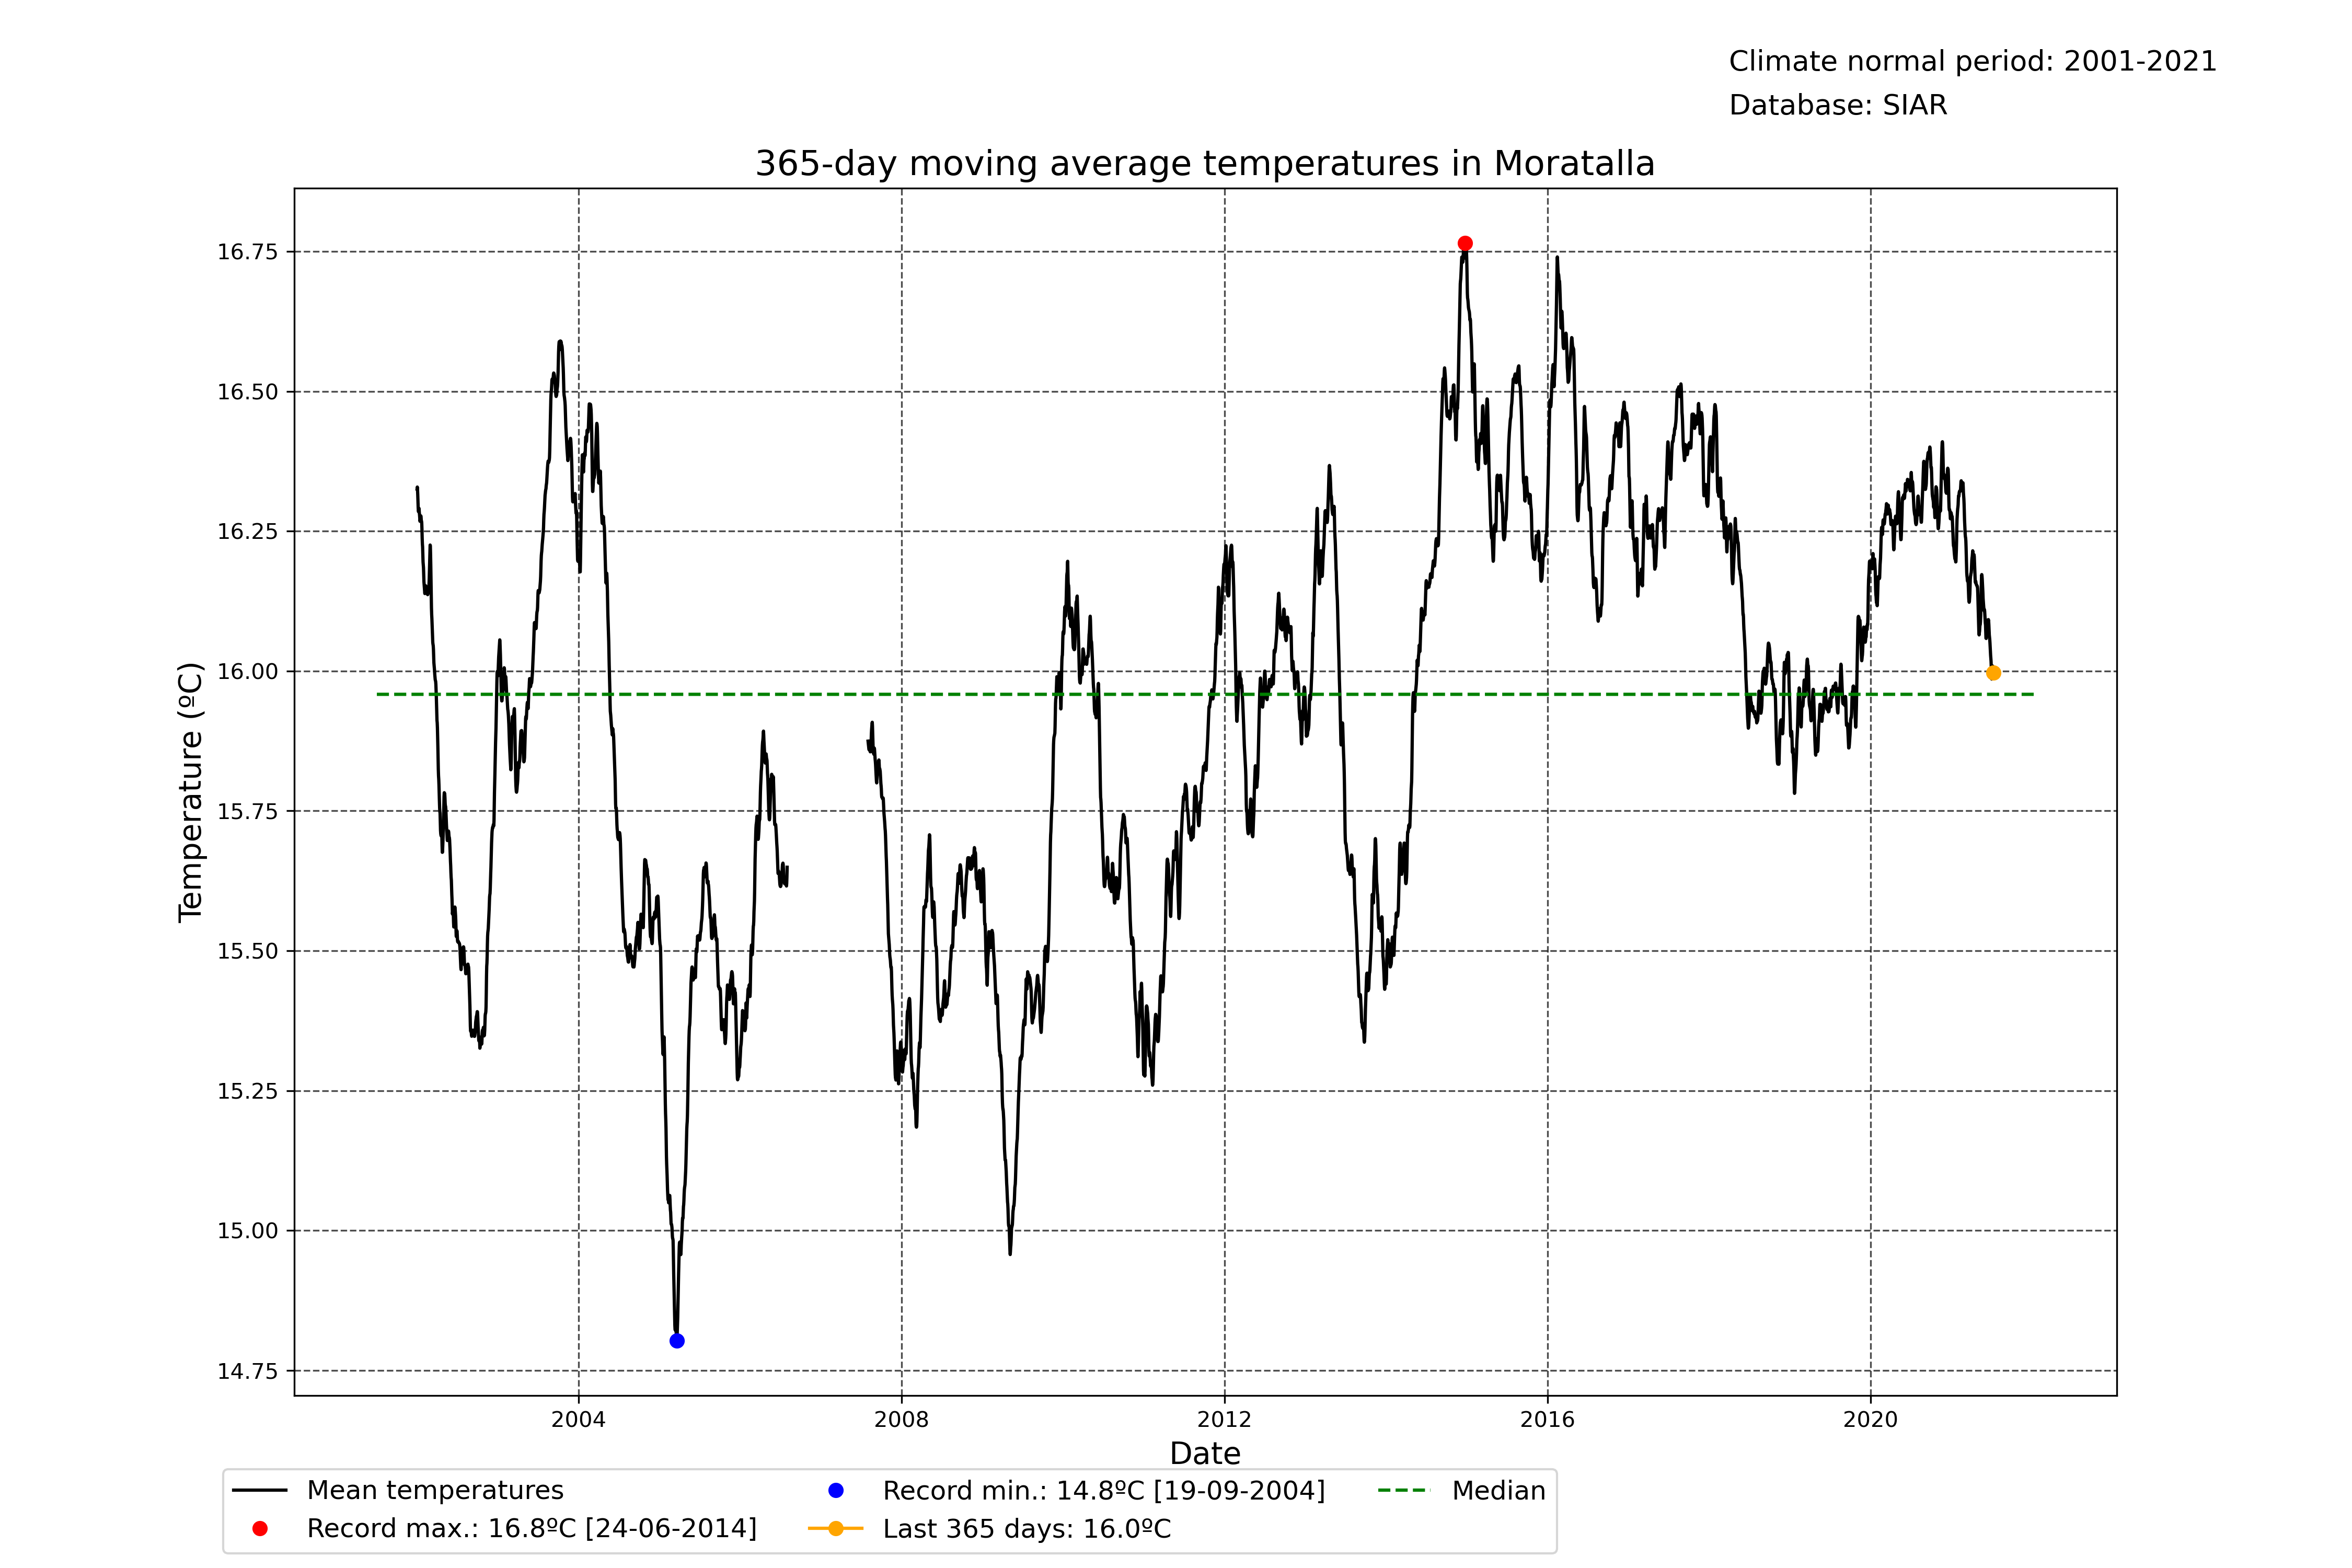 Climate normal period: 2001-2021
Database: SIAR
365-day moving average temperatures in Moratalla
16.75
16.50
16.25
16.00
15.75
15.50
15.25
15.00
14.75
Temperature (ºC)
2004
2008
2012
2016
2020
Date
Mean temperatures
Record max.: 16.8ºC [24-06-2014]
Record min.: 14.8ºC [19-09-2004]
Last 365 days: 16.0ºC
Median